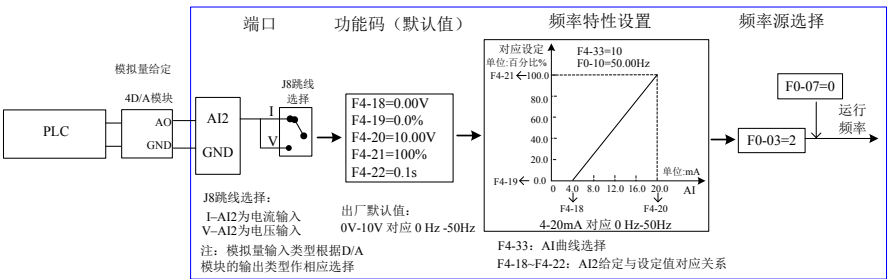 端口
功能码（默认值）
频率特性设置
频率源选择
模拟量给定
4D/A模块
PLC
AO
GND
AI2
GND
J8跳线
选择
I
V
F4-18=0.00V
F4-19=0.0%
F4-20=10.00V
F4-21=100%
F4-22=0.1s
对应设定
单位:百分比%
F4-33=10
F0-10=50.00Hz
F4-21
100.0
80.0
60.0
40.0
20.0
F4-19
0.0
0 4.0 8.0 12.0 16.0 20.0
单位:mA
AI
F4-18
F4-20
4-20mA 对应 0 Hz-50Hz
F0-07=0
F0-03=2
运行
频率
J8跳线选择：
I–AI2为电流输入
V–AI2为电压输入
注：模拟量输入类型根据D/A
模块的输出类型作相应选择
出厂默认值：
0V-10V 对应 0 Hz -50Hz
F4-33：AI曲线选择
F4-18~F4-22：AI2给定与设定值对应关系